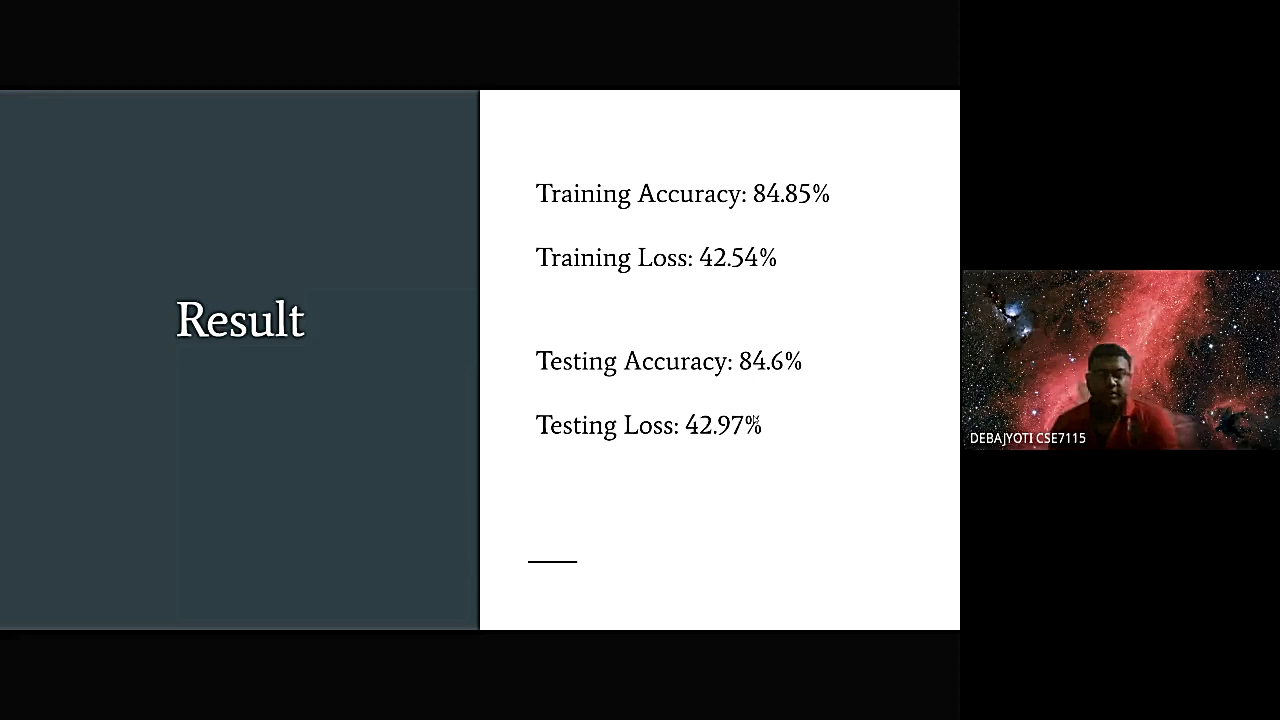 Result
Training Accuracy: 84.85%
Training Loss: 42.54%
Testing Accuracy: 84.6%
Testing Loss: 42.97%
DEBAJYOTI CSE7115